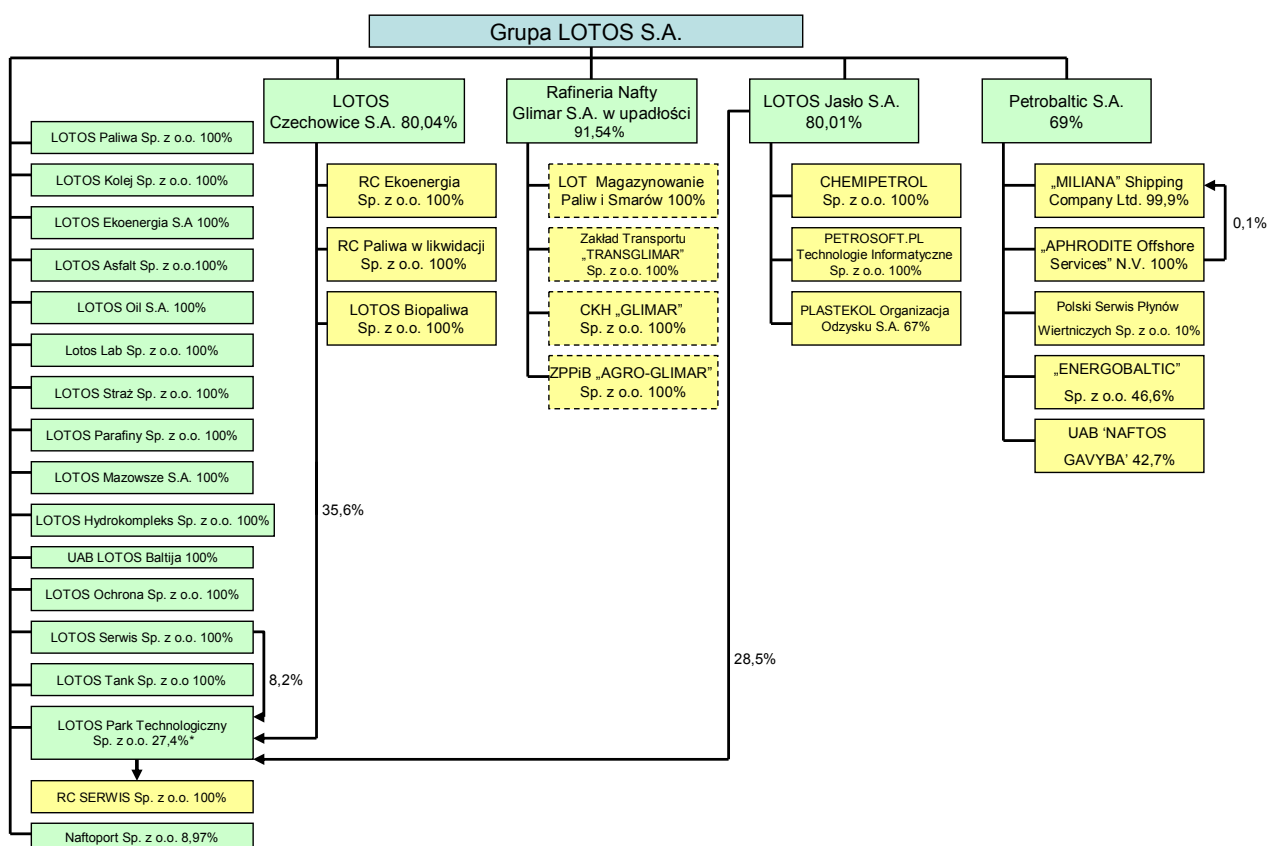 Grupa LOTOS S.A.
LOTOS
Czechowice S.A. 80,04%
Rafineria Nafty
Glimar S.A. w upadłości
91,54%
LOTOS Jasło S.A.
80,01%
Petrobaltic S.A.
69%
LOTOS Paliwa Sp. z o.o. 100%
LOTOS Kolej Sp. z o.o. 100%
LOTOS Ekoenergia S.A 100%
LOTOS Asfalt Sp. z o.o.100%
LOTOS Oil S.A. 100%
Lotos Lab Sp. z o.o. 100%
LOTOS Straż Sp. z o.o. 100%
LOTOS Parafiny Sp. z o.o. 100%
LOTOS Mazowsze S.A. 100%
LOTOS Hydrokompleks Sp. z o.o. 100%
UAB LOTOS Baltija 100%
LOTOS Ochrona Sp. z o.o. 100%
LOTOS Serwis Sp. z o.o. 100%
LOTOS Tank Sp. z o.o 100%
LOTOS Park Technologiczny
Sp. z o.o. 27,4%*
RC SERWIS Sp. z o.o. 100%
Naftoport Sp. z o.o. 8,97%
8,2%
RC Ekoenergia
Sp. z o.o. 100%
RC Paliwa w likwidacji
Sp. z o.o. 100%
LOTOS Biopaliwa
Sp. z o.o. 100%
35,6%
LOT Magazynowanie
Paliw i Smarów 100%
Zakład Transportu
„TRANSGLIMAR”
Sp. z o.o. 100%
CKH „GLIMAR”
Sp. z o.o. 100%
ZPPiB „AGRO-GLIMAR”
Sp. z o.o. 100%
28,5%
CHEMIPETROL
Sp. z o.o. 100%
PETROSOFT.PL
Technologie Informatyczne
Sp. z o.o. 100%
PLASTEKOL Organizacja
Odzysku S.A. 67%
„MILIANA” Shipping
Company Ltd. 99,9%
„APHRODITE Offshore
Services” N.V. 100%
0,1%
Polski Serwis Płynów
Wiertniczych Sp. z o.o. 10%
„ENERGOBALTIC”
Sp. z o.o. 46,6%
UAB 'NAFTOS
GAVYBA' 42,7%